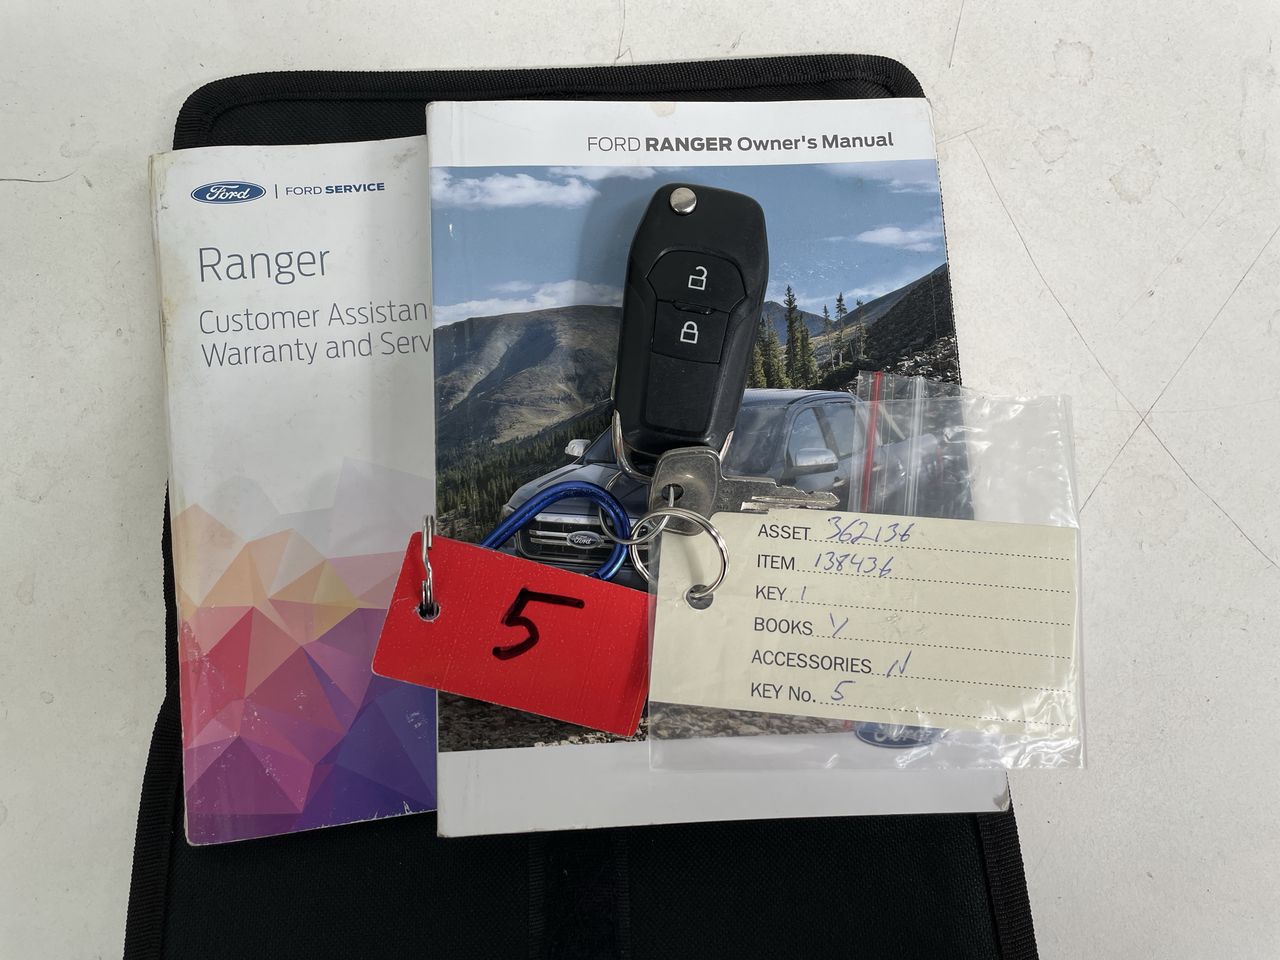 FORD RANGER Owner's Manual
Ford | FORD SERVICE
Ranger
Customer Assistan
Warranty and Serv
Ford
5
ASSET 362136
ITEM 138436
KEY 1
BOOKS Y
ACCESSORIES N
KEY No. 5
Ford